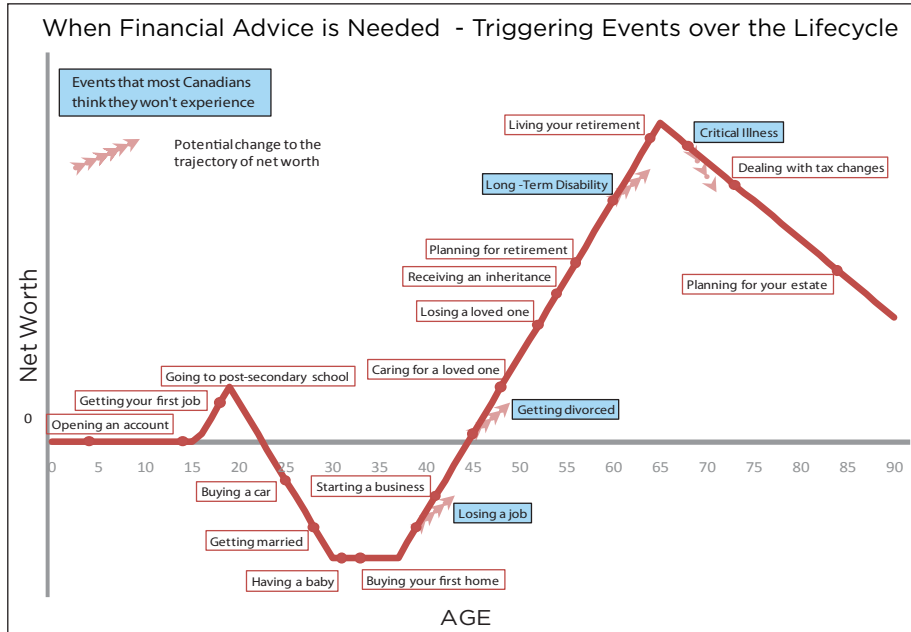 When Financial Advice is Needed - Triggering Events over the Lifecycle
Events that most Canadians
think they won't experience
Potential change to the
trajectory of net worth
Living your retirement
Critical Illness
Dealing with tax changes
Long -Term Disability
Planning for retirement
Receiving an inheritance
Planning for your estate
Losing a loved one
Net Worth
Going to post-secondary school
Caring for a loved one
Getting your first job
Getting divorced
0
Opening an account
0 5 10 15 20 25 30 35 40 45 50 55 60 65 70 75 80 85 90
Buying a car
Starting a business
Losing a job
Getting married
Having a baby
Buying your first home
AGE